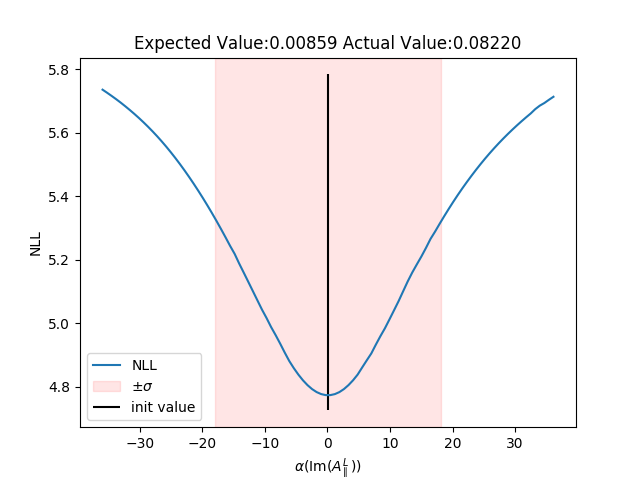 Expected Value:0.00859 Actual Value:0.08220
5.8
5.6
5.4
5.2
5.0
4.8
NLL
NLL
±σ
init value
−30
−20
−10
0
10
20
30
α(Im(A∥ᴸ))